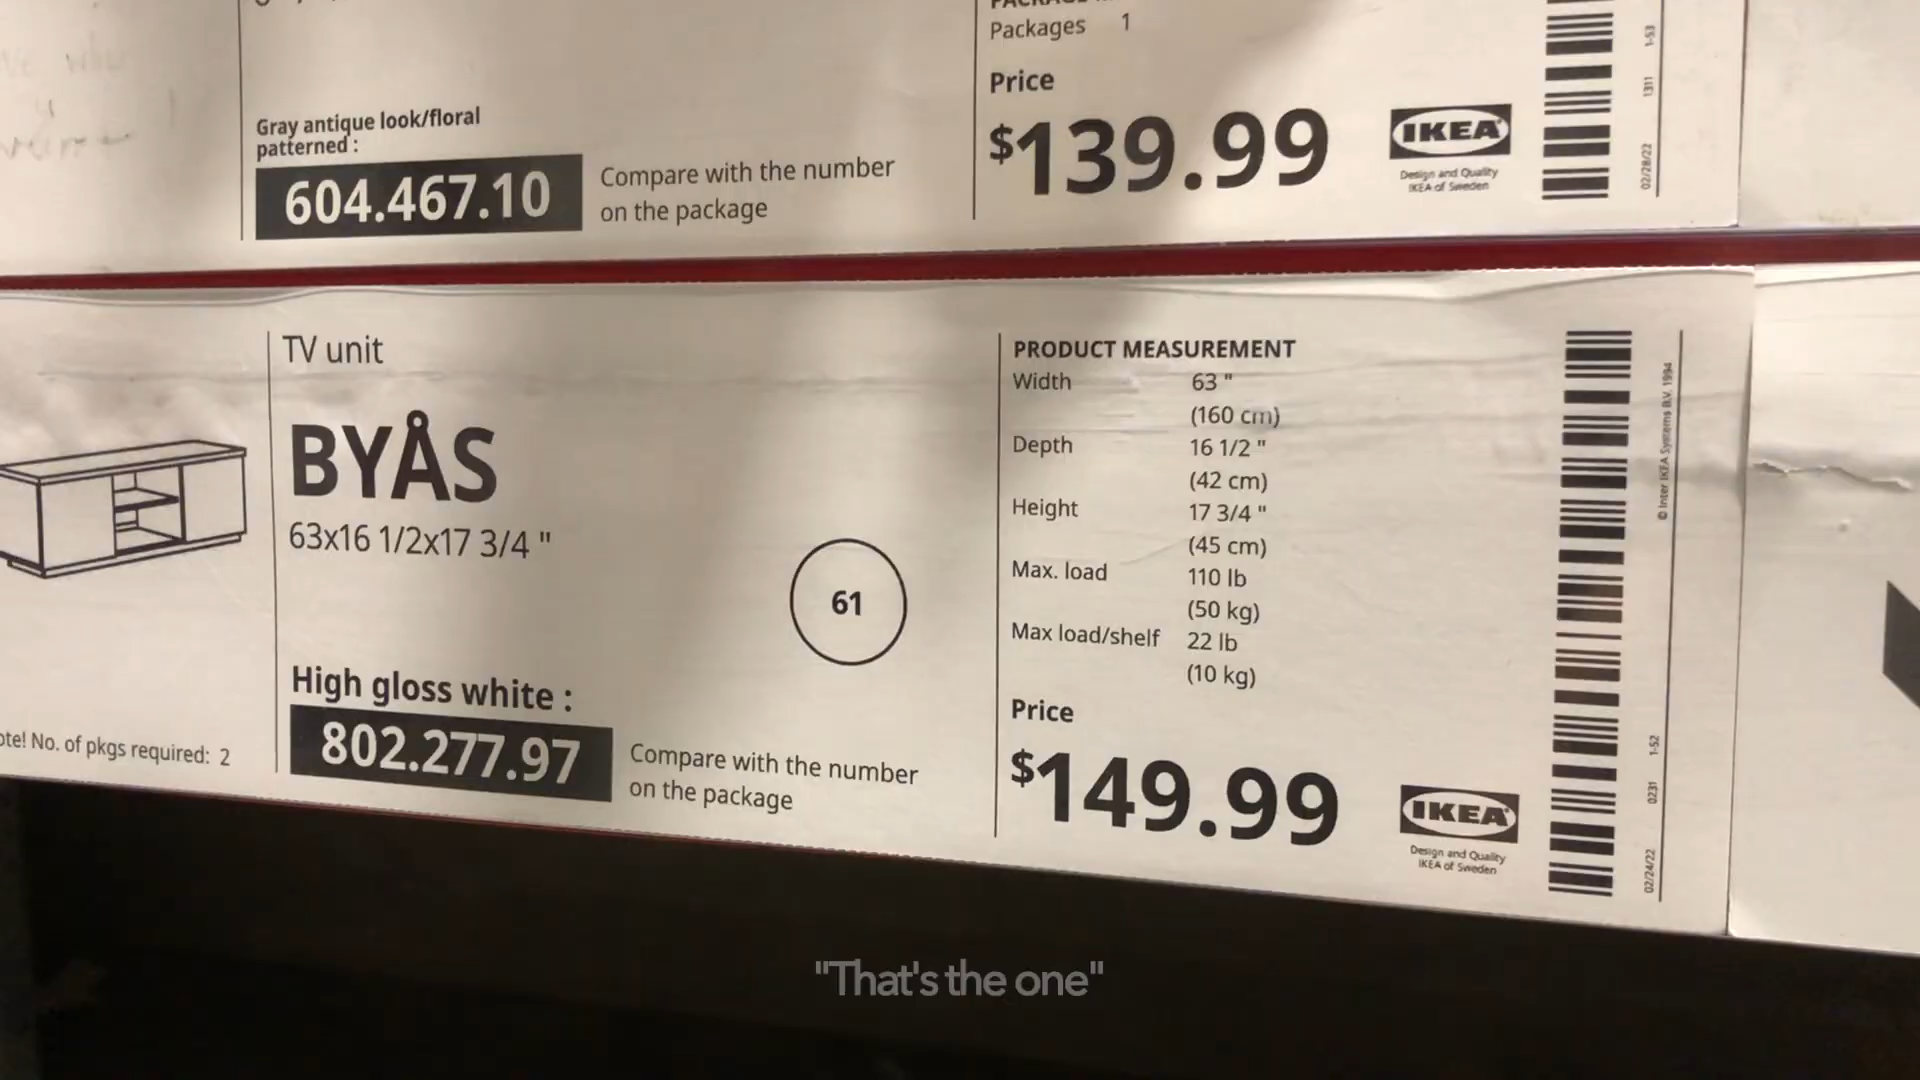 Packages 1
Price
$139.99
Gray antique look/floral
patterned :
604.467.10
Compare with the number
on the package
IKEA
Design and Quality
IKEA of Sweden
02/28/22 1311 1-53
TV unit
BYÅS
63x16 1/2x17 3/4 "
61
High gloss white :
802.277.97
Compare with the number
on the package
No. of pkgs required: 2
PRODUCT MEASUREMENT
Width 63 "
(160 cm)
Depth 16 1/2 "
(42 cm)
Height 17 3/4 "
(45 cm)
Max. load 110 lb
(50 kg)
Max load/shelf 22 lb
(10 kg)
Price
$149.99
IKEA
Design and Quality
IKEA of Sweden
02/24/22 0231 1-52
© Inter IKEA Systems B.V. 1994
"That's the one"